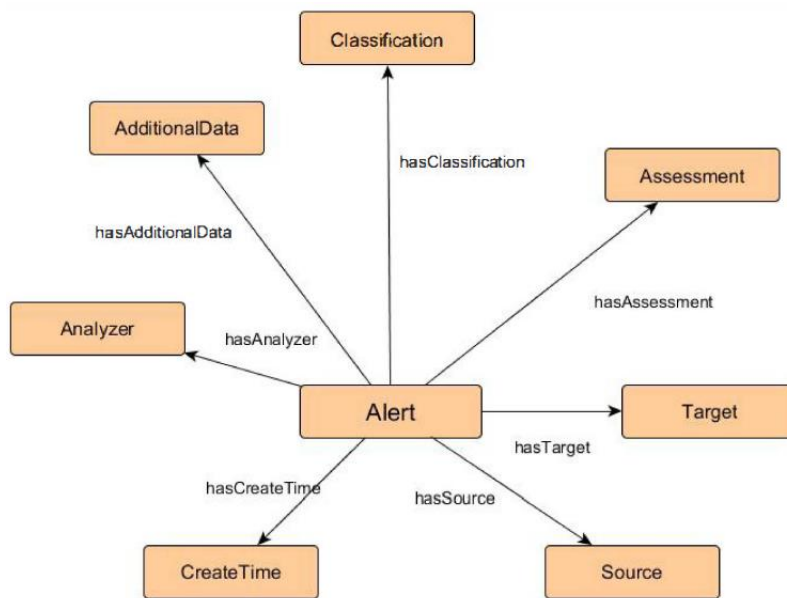 Classification
AdditionalData
hasClassification
Assessment
hasAdditionalData
hasAssessment
Analyzer
hasAnalyzer
Alert
Target
hasTarget
hasCreateTime
hasSource
CreateTime
Source